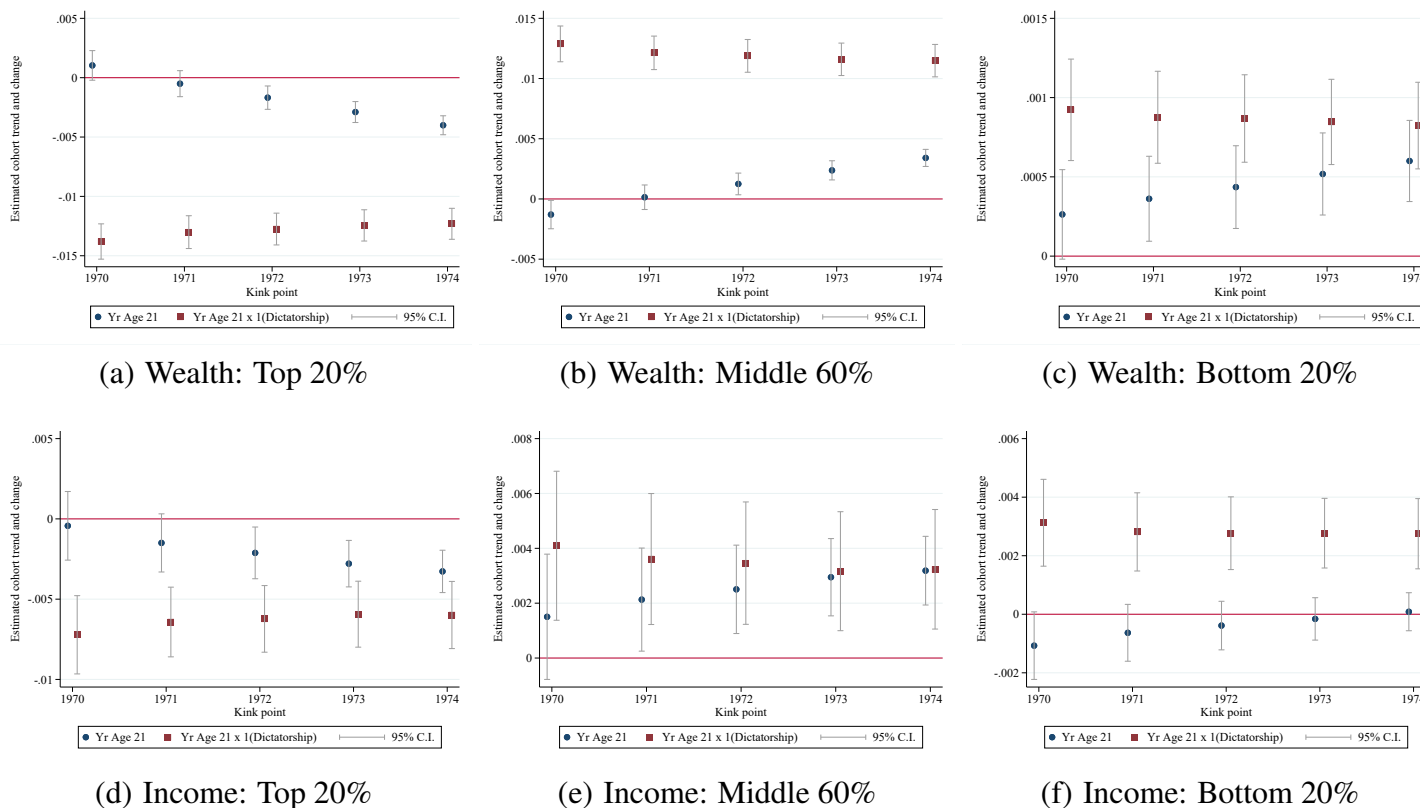 Estimated cohort trend and change
.005
0
-.005
-.01
-.015
1970 1971 1972 1973 1974
Kink point
Yr Age 21 Yr Age 21 x 1(Dictatorship) 95% C.I.
(a) Wealth: Top 20%
Estimated cohort trend and change
.015
.01
.005
0
-.005
1970 1971 1972 1973 1974
Kink point
Yr Age 21 Yr Age 21 x 1(Dictatorship) 95% C.I.
(b) Wealth: Middle 60%
Estimated cohort trend and change
.0015
.001
.0005
0
1970 1971 1972 1973 197
Kink point
Yr Age 21 Yr Age 21 x 1(Dictatorship) 95% C.I.
(c) Wealth: Bottom 20%
Estimated cohort trend and change
.005
0
-.005
-.01
1970 1971 1972 1973 1974
Kink point
Yr Age 21 Yr Age 21 x 1(Dictatorship) 95% C.I.
(d) Income: Top 20%
Estimated cohort trend and change
.008
.006
.004
.002
0
1970 1971 1972 1973 1974
Kink point
Yr Age 21 Yr Age 21 x 1(Dictatorship) 95% C.I.
(e) Income: Middle 60%
Estimated cohort trend and change
.006
.004
.002
0
-.002
1970 1971 1972 1973 197
Kink point
Yr Age 21 Yr Age 21 x 1(Dictatorship) 95% C.I.
(f) Income: Bottom 20%